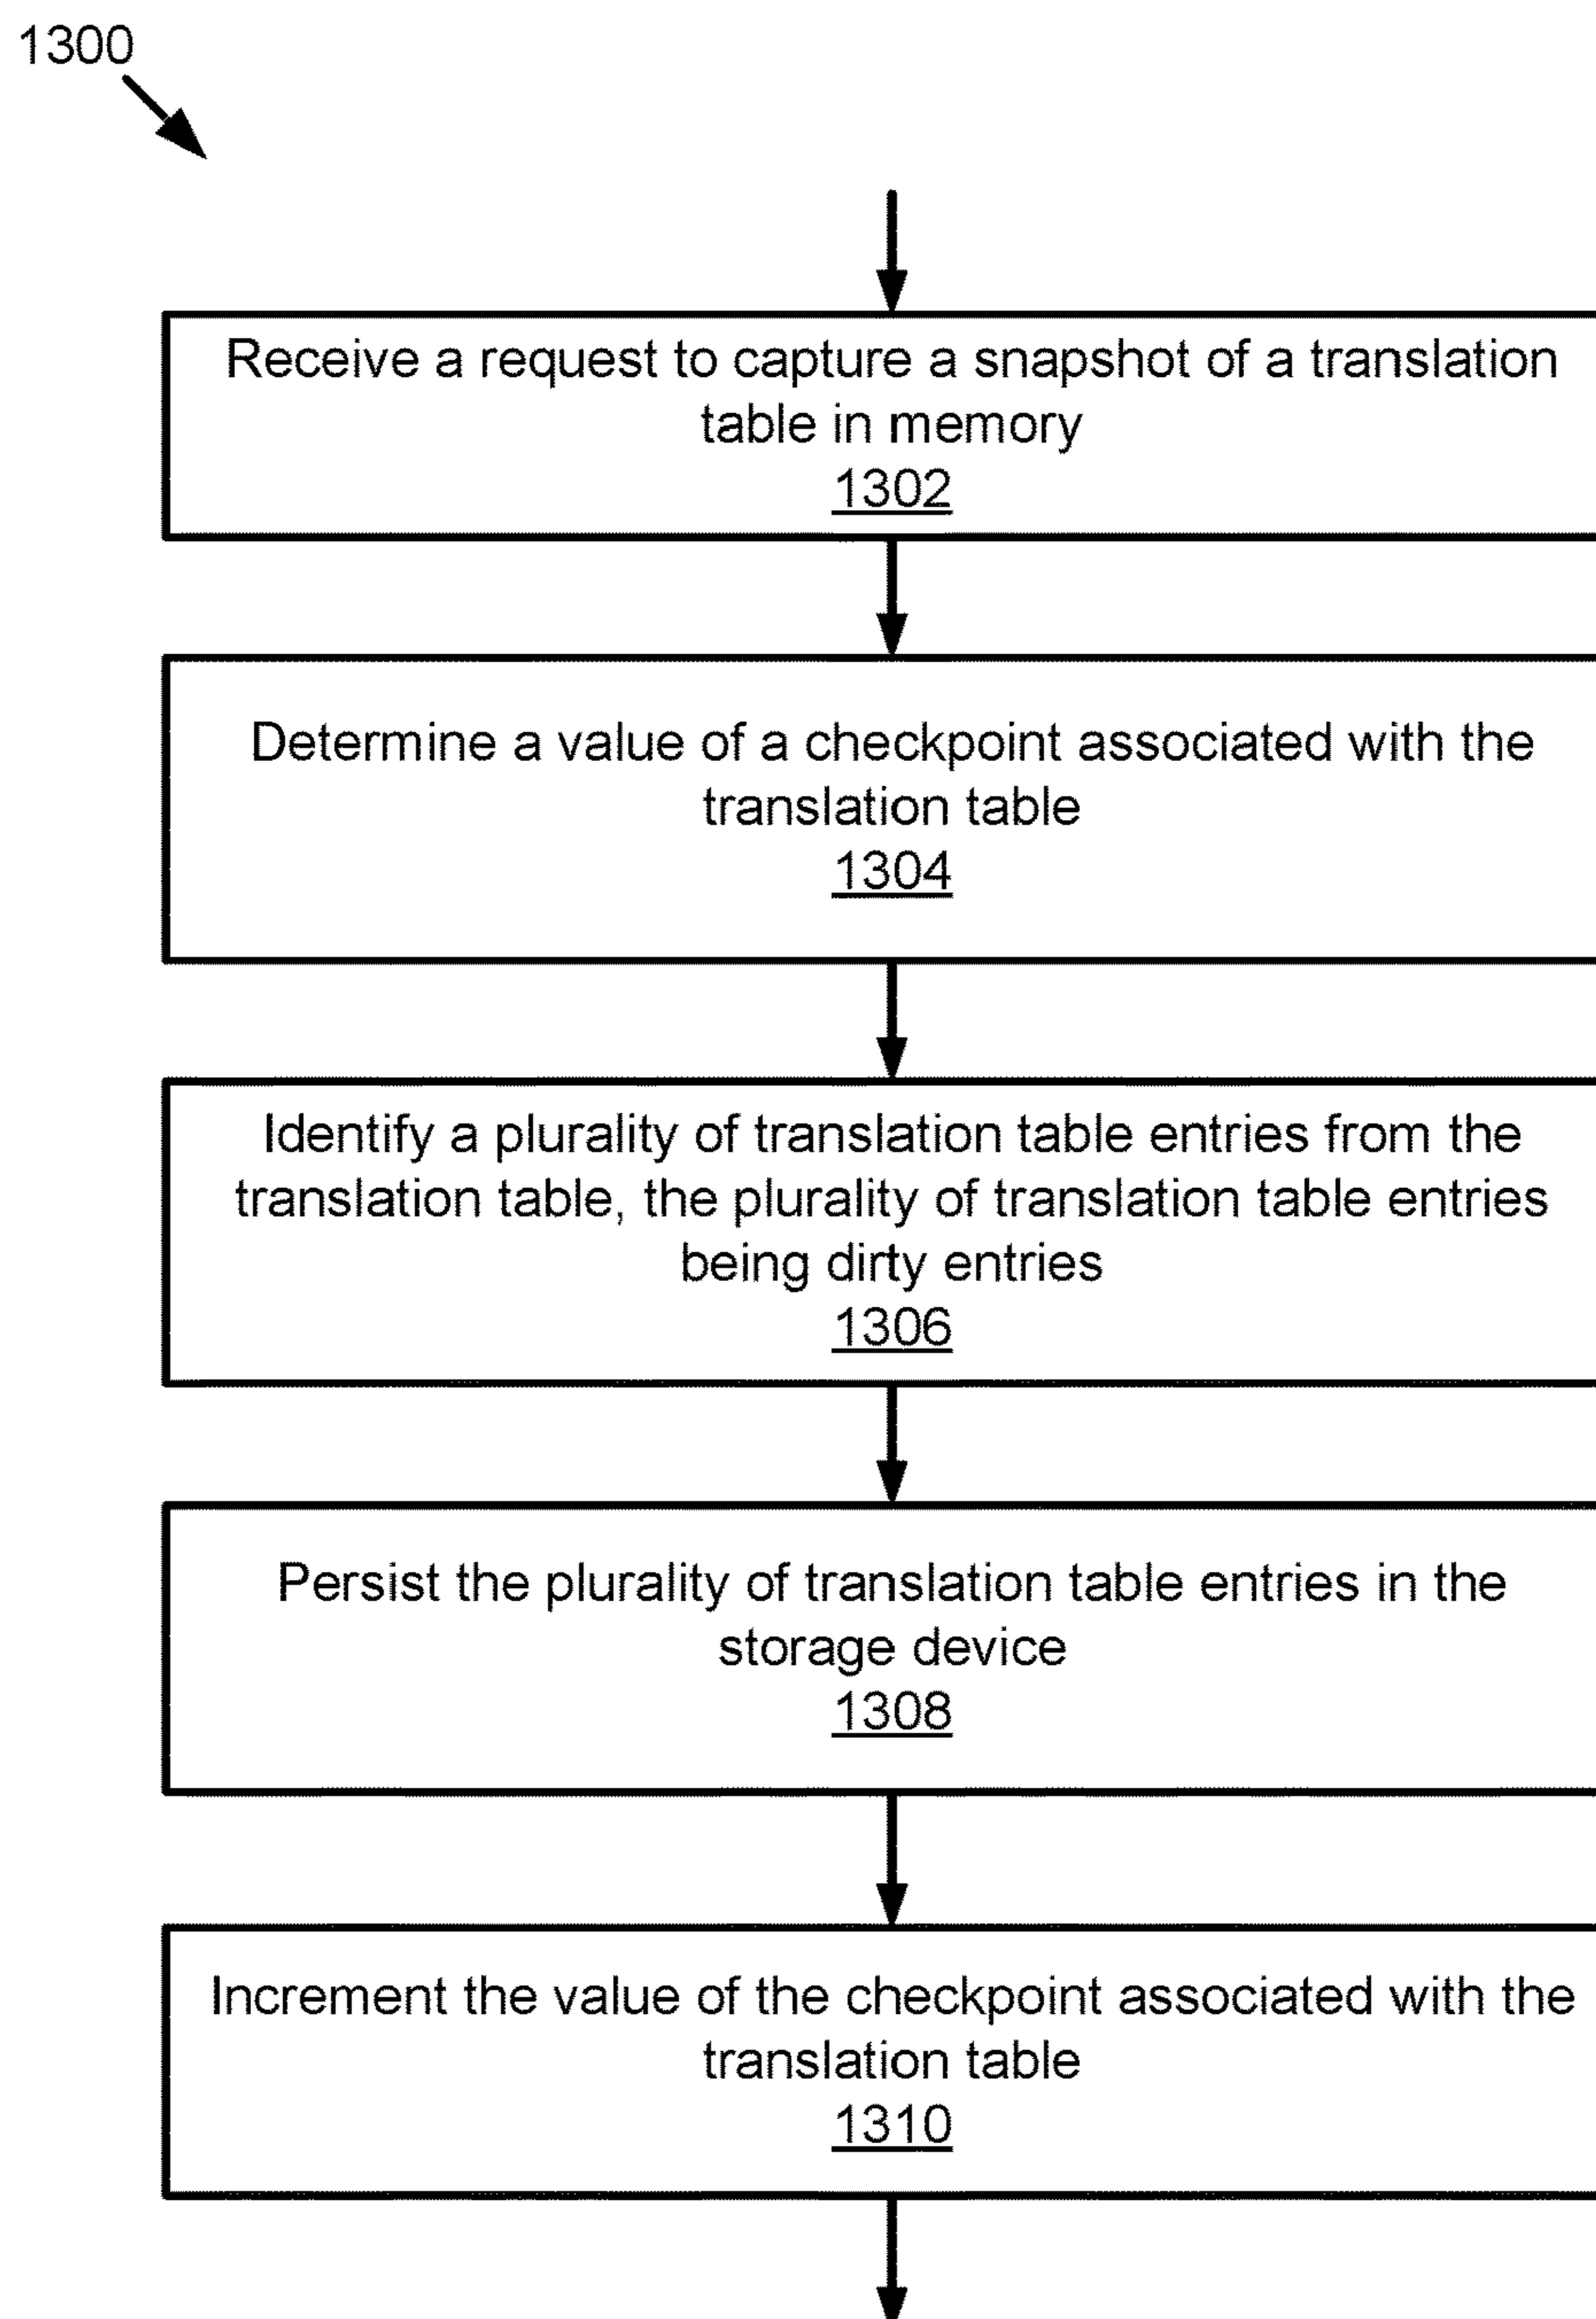 1300
Receive a request to capture a snapshot of a translation
table in memory
1302
Determine a value of a checkpoint associated with the
translation table
1304
Identify a plurality of translation table entries from the
translation table, the plurality of translation table entries
being dirty entries
1306
Persist the plurality of translation table entries in the
storage device
1308
Increment the value of the checkpoint associated with the
translation table
1310